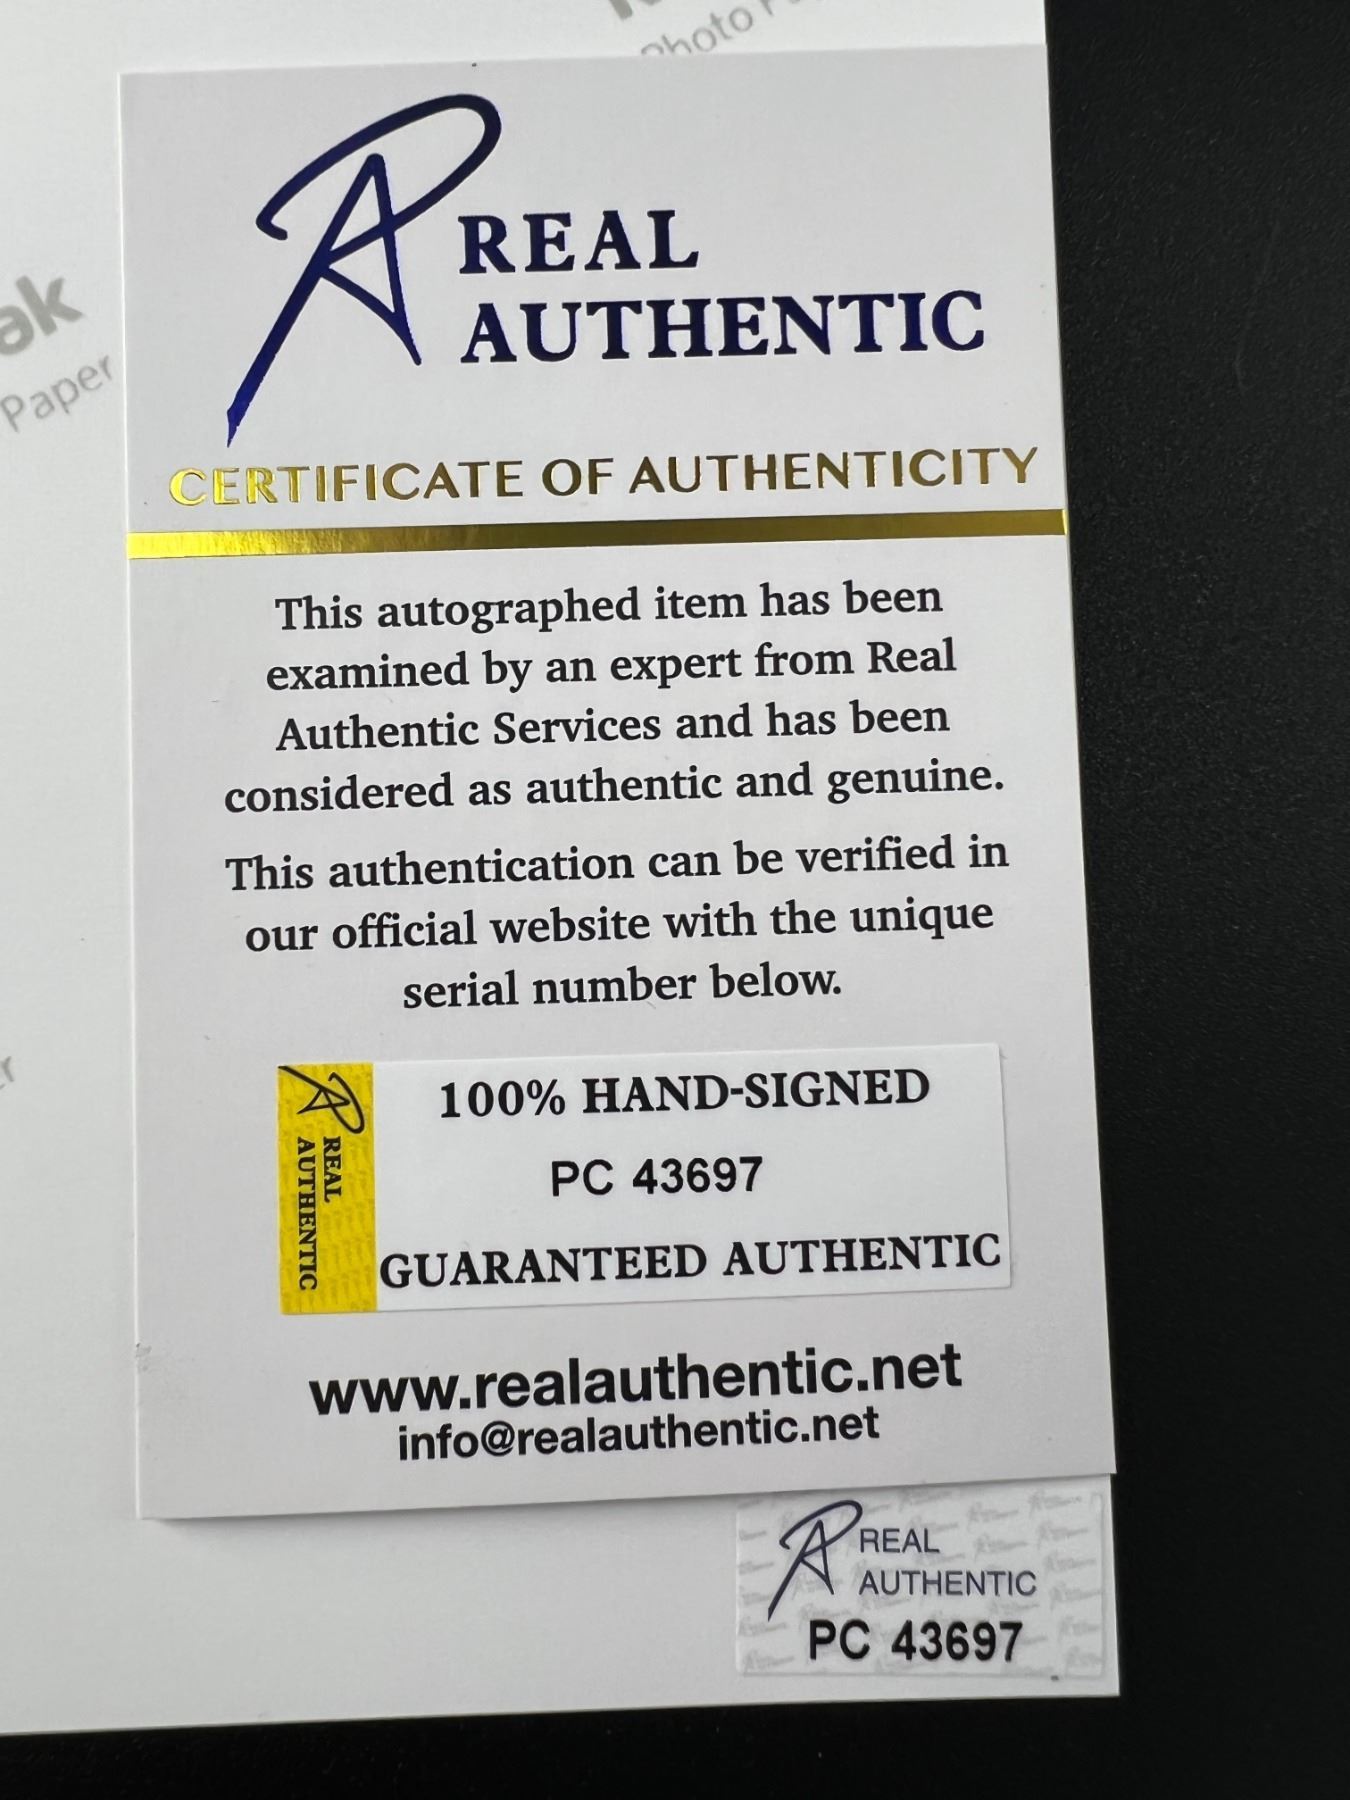 Photo
ak
Paper
REAL
AUTHENTIC
CERTIFICATE OF AUTHENTICITY
This autographed item has been
examined by an expert from Real
Authentic Services and has been
considered as authentic and genuine.
This authentication can be verified in
our official website with the unique
serial number below.
REAL
AUTHENTIC
100% HAND-SIGNED
PC 43697
GUARANTEED AUTHENTIC
www.realauthentic.net
info@realauthentic.net
REAL
AUTHENTIC
PC 43697